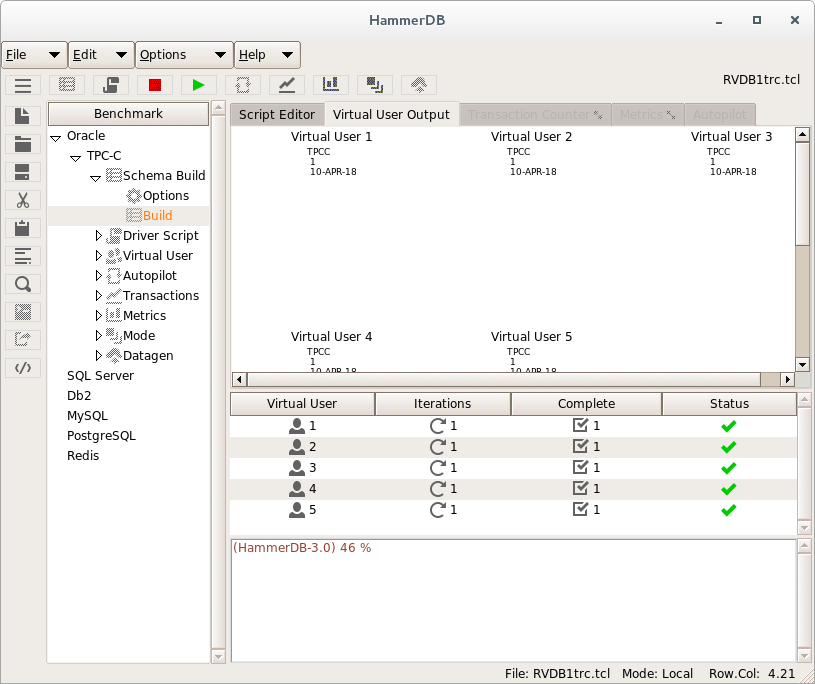 HammerDB
File Edit Options Help
RVDB1trc.tcl
Benchmark
Oracle
TPC-C
Schema Build
Options
Build
Driver Script
Virtual User
Autopilot
Transactions
Metrics
Mode
Datagen
SQL Server
Db2
MySQL
PostgreSQL
Redis
Script Editor Virtual User Output Transaction Counter Metrics Autopilot
Virtual User 1 Virtual User 2 Virtual User 3
TPCC TPCC TPCC
1 1 1
10-APR-18 10-APR-18 10-APR-18
Virtual User 4 Virtual User 5
TPCC TPCC
1 1
10-APR-18 10-APR-18
Virtual User Iterations Complete Status
1 1 1
2 1 1
3 1 1
4 1 1
5 1 1
(HammerDB-3.0) 46 %
File: RVDB1trc.tcl Mode: Local Row.Col: 4.21